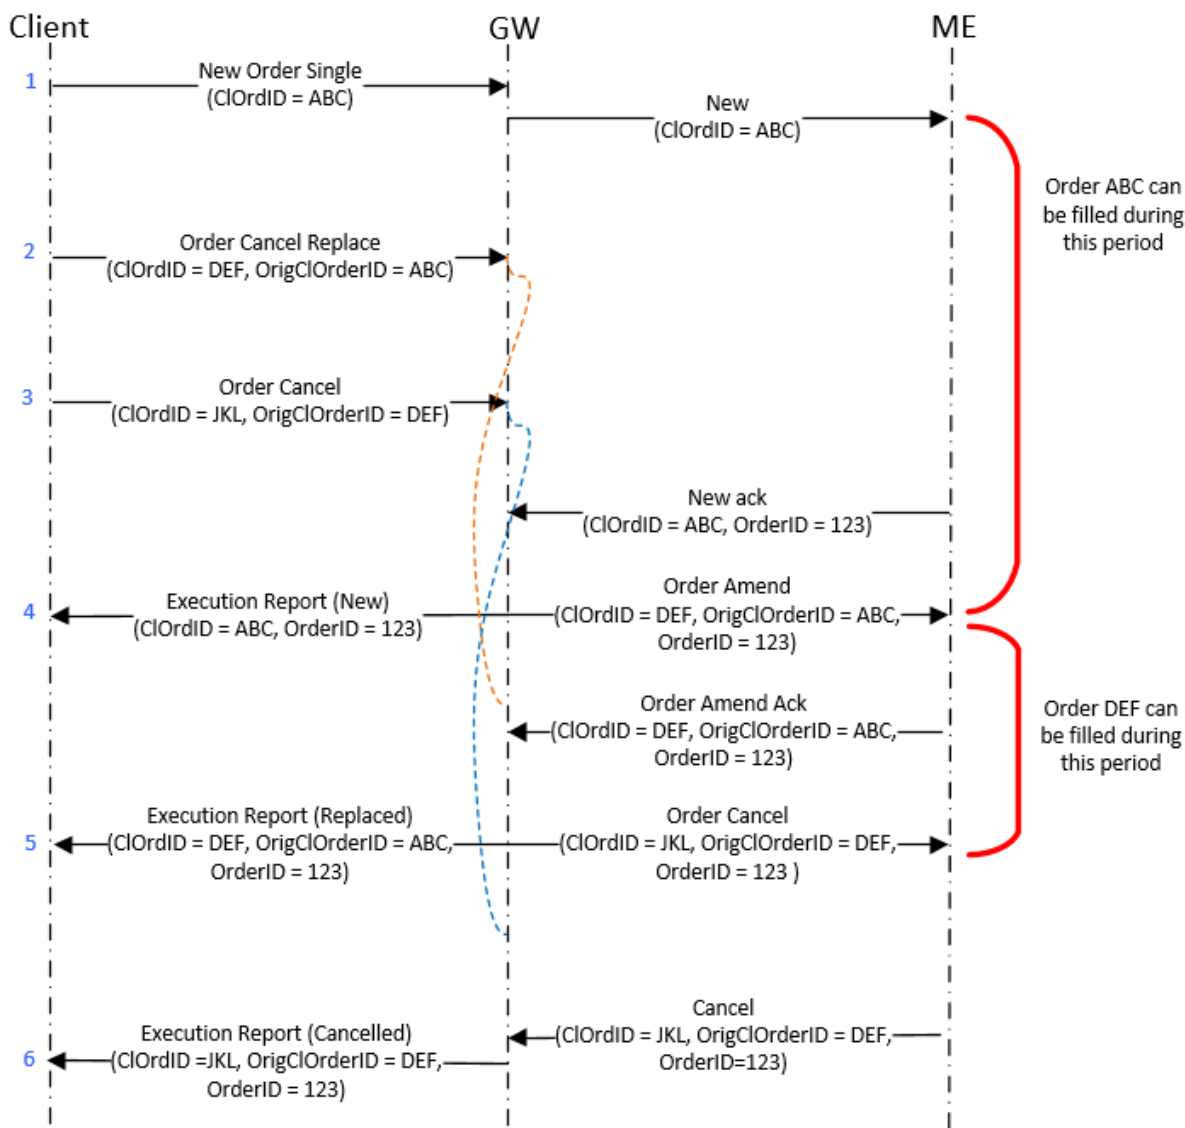 Client
GW
ME
1
New Order Single
(ClOrdID = ABC)
New
(ClOrdID = ABC)
Order ABC can
be filled during
this period
2
Order Cancel Replace
(ClOrdID = DEF, OrigClOrderID = ABC)
3
Order Cancel
(ClOrdID = JKL, OrigClOrderID = DEF)
New ack
(ClOrdID = ABC, OrderID = 123)
4
Execution Report (New)
(ClOrdID = ABC, OrderID = 123)
Order Amend
(ClOrdID = DEF, OrigClOrderID = ABC,
OrderID = 123)
Order Amend Ack
(ClOrdID = DEF, OrigClOrderID = ABC,
OrderID = 123)
Order DEF can
be filled during
this period
5
Execution Report (Replaced)
(ClOrdID = DEF, OrigClOrderID = ABC,
OrderID = 123)
Order Cancel
(ClOrdID = JKL, OrigClOrderID = DEF,
OrderID = 123 )
Cancel
(ClOrdID = JKL, OrigClOrderID = DEF,
OrderID=123)
6
Execution Report (Cancelled)
(ClOrdID =JKL, OrigClOrderID = DEF,
OrderID = 123)